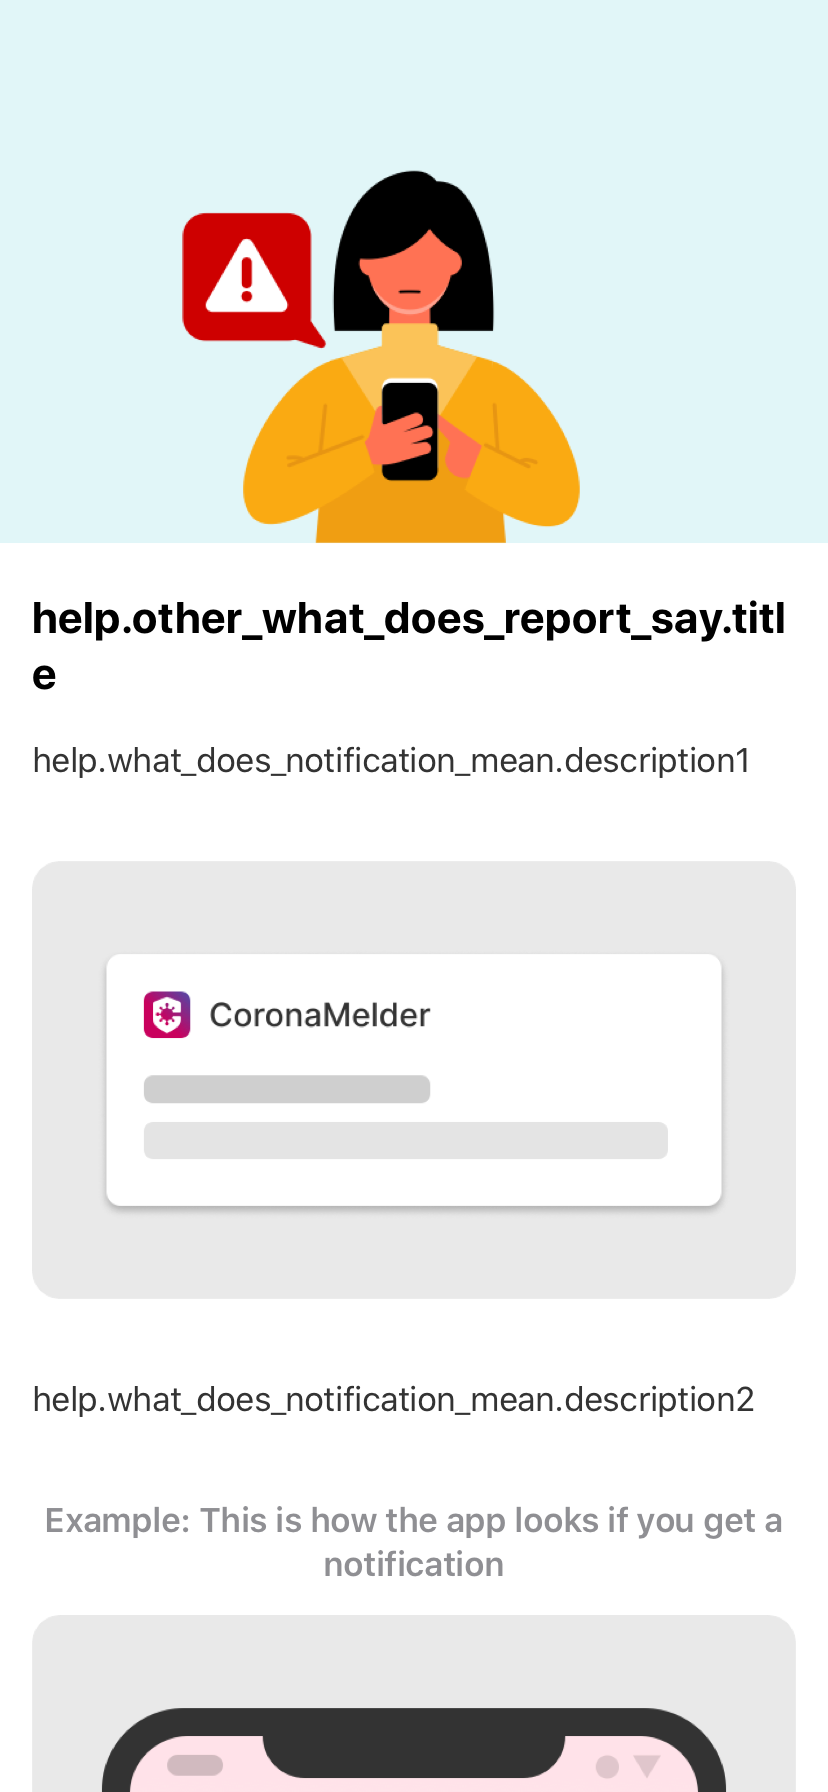 help.other_what_does_report_say.titl
e
help.what_does_notification_mean.description1
CoronaMelder
help.what_does_notification_mean.description2
Example: This is how the app looks if you get a
notification